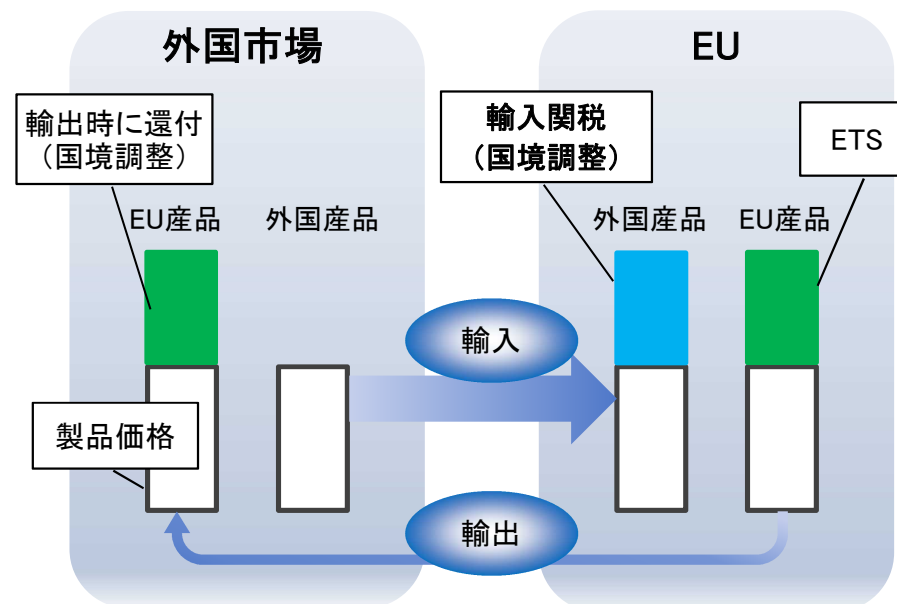 外国市場
EU
輸出時に還付
（国境調整）
輸入関税
（国境調整）
ETS
EU産品
外国産品
外国産品
EU産品
輸入
製品価格
輸出